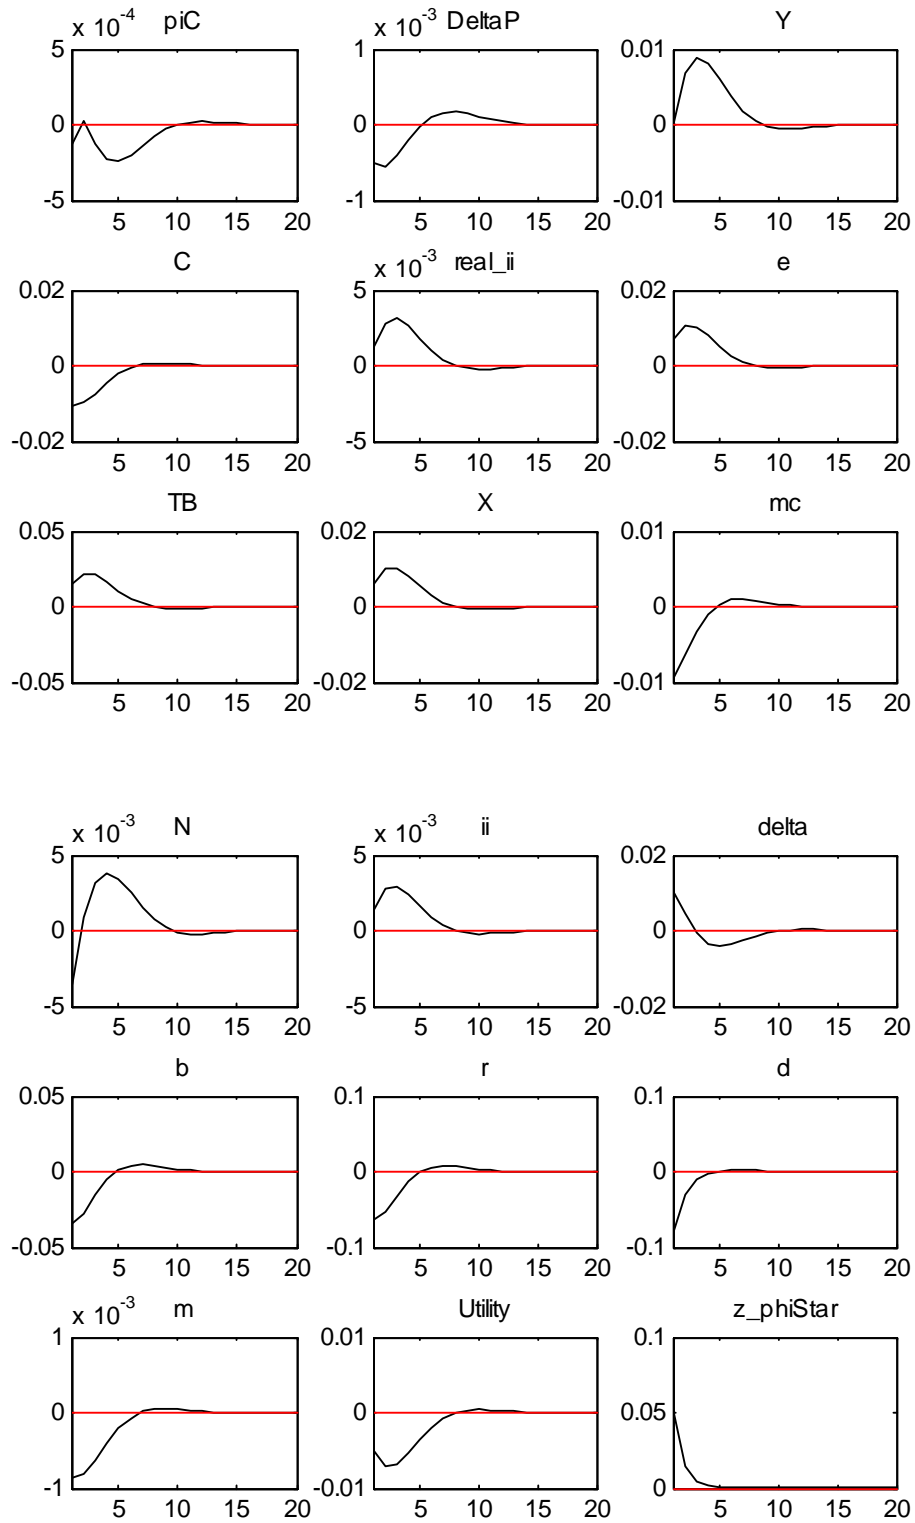 x 10-4 piC x 10-3 DeltaP Y
5 1 0.01
0 0 0
-5 -1 -0.01
5 10 15 20 5 10 15 20 5 10 15 20
C x 10-3 real_ii e
0.02 5 0.02
0 0 0
-0.02 -5 -0.02
5 10 15 20 5 10 15 20 5 10 15 20
TB X mc
0.05 0.02 0.01
0 0 0
-0.05 -0.02 -0.01
5 10 15 20 5 10 15 20 5 10 15 20
x 10-3 N x 10-3 ii delta
5 5 0.02
0 0 0
-5 -5 -0.02
5 10 15 20 5 10 15 20 5 10 15 20
b r d
0.05 0.1 0.1
0 0 0
-0.05 -0.1 -0.1
5 10 15 20 5 10 15 20 5 10 15 20
x 10-3 m Utility z_phiStar
1 0.01 0.1
0 0 0.05
-1 -0.01 0
5 10 15 20 5 10 15 20 5 10 15 20